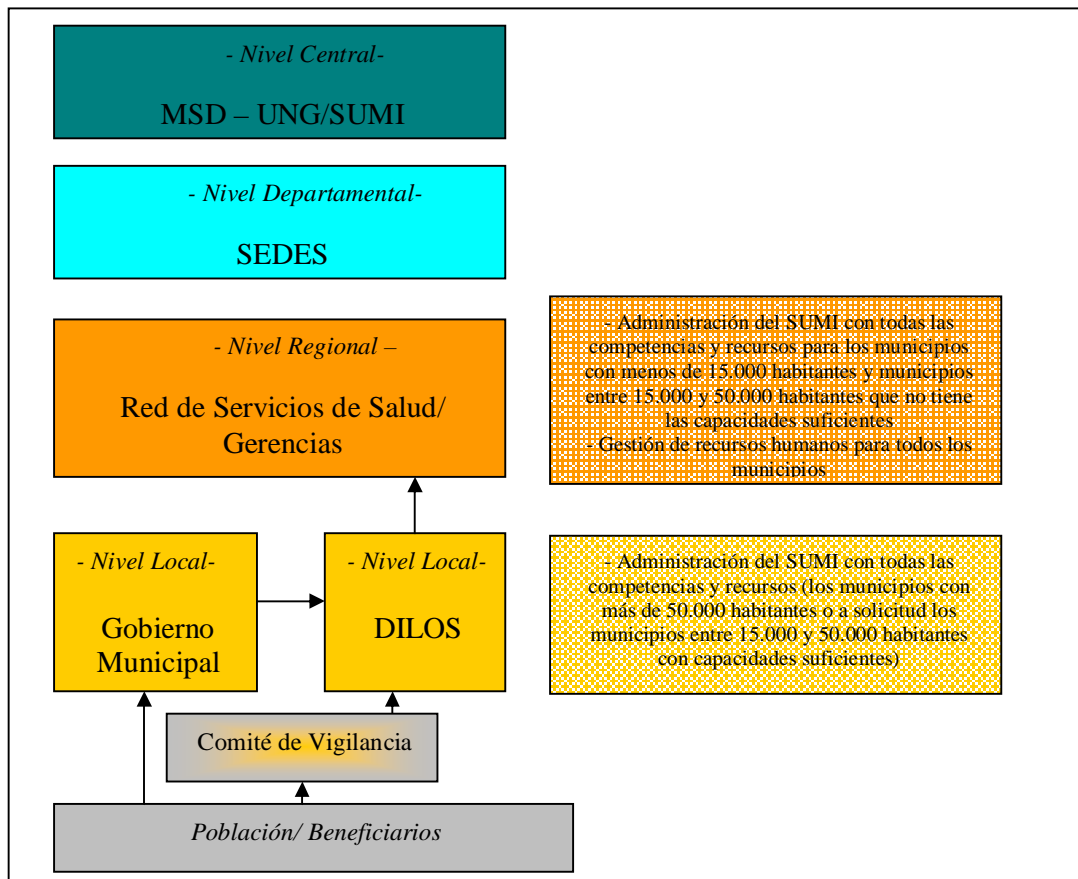 - Nivel Central-
MSD – UNG/SUMI
- Nivel Departamental-
SEDES
- Nivel Regional –
Red de Servicios de Salud/
Gerencias
- Administración del SUMI con todas las
competencias y recursos para los municipios
con menos de 15.000 habitantes y municipios
entre 15.000 y 50.000 habitantes que no tiene
las capacidades suficientes
- Gestión de recursos humanos para todos los
municipios
- Nivel Local-
Gobierno
Municipal
- Nivel Local-
DILOS
- Administración del SUMI con todas las
competencias y recursos (los municipios con
más de 50.000 habitantes o a solicitud los
municipios entre 15.000 y 50.000 habitantes
con capacidades suficientes)
Comité de Vigilancia
Población/ Beneficiarios